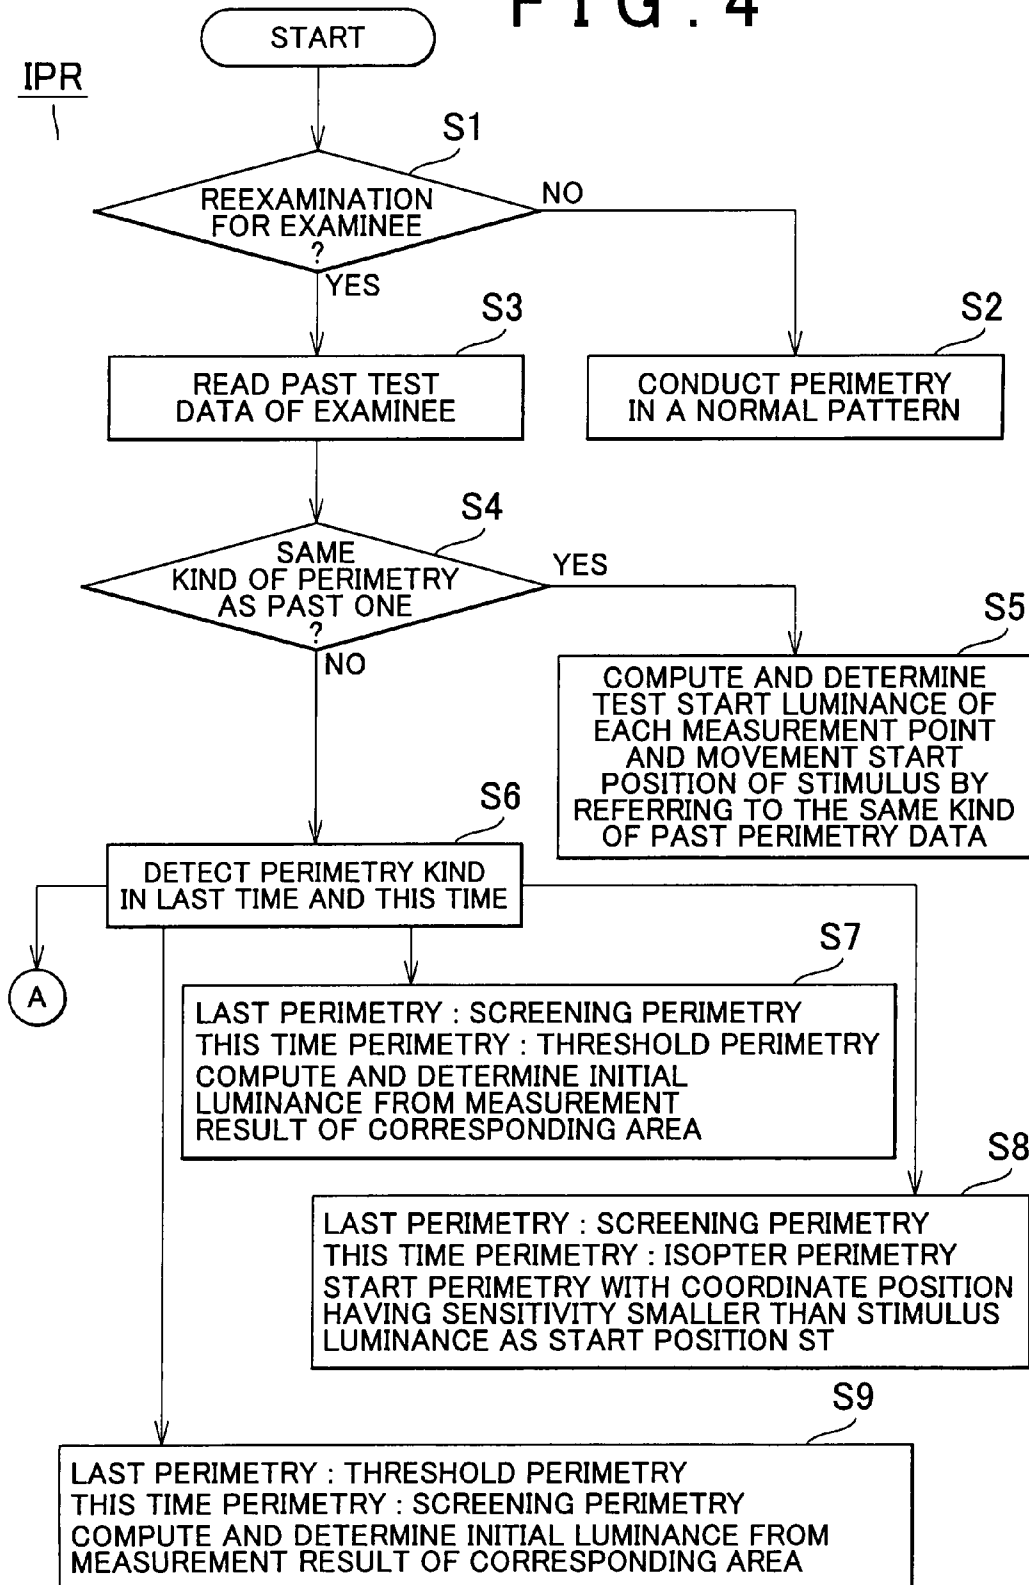 FIG. 4
START
IPR
S1
REEXAMINATION
FOR EXAMINEE
?
NO
YES
S3
S2
READ PAST TEST
DATA OF EXAMINEE
CONDUCT PERIMETRY
IN A NORMAL PATTERN
S4
SAME
KIND OF PERIMETRY
AS PAST ONE
?
YES
NO
S5
COMPUTE AND DETERMINE
TEST START LUMINANCE OF
EACH MEASUREMENT POINT
AND MOVEMENT START
POSITION OF STIMULUS BY
REFERRING TO THE SAME KIND
OF PAST PERIMETRY DATA
S6
DETECT PERIMETRY KIND
IN LAST TIME AND THIS TIME
A
S7
LAST PERIMETRY : SCREENING PERIMETRY
THIS TIME PERIMETRY : THRESHOLD PERIMETRY
COMPUTE AND DETERMINE INITIAL
LUMINANCE FROM MEASUREMENT
RESULT OF CORRESPONDING AREA
S8
LAST PERIMETRY : SCREENING PERIMETRY
THIS TIME PERIMETRY : ISOPTER PERIMETRY
START PERIMETRY WITH COORDINATE POSITION
HAVING SENSITIVITY SMALLER THAN STIMULUS
LUMINANCE AS START POSITION ST
S9
LAST PERIMETRY : THRESHOLD PERIMETRY
THIS TIME PERIMETRY : SCREENING PERIMETRY
COMPUTE AND DETERMINE INITIAL LUMINANCE FROM
MEASUREMENT RESULT OF CORRESPONDING AREA